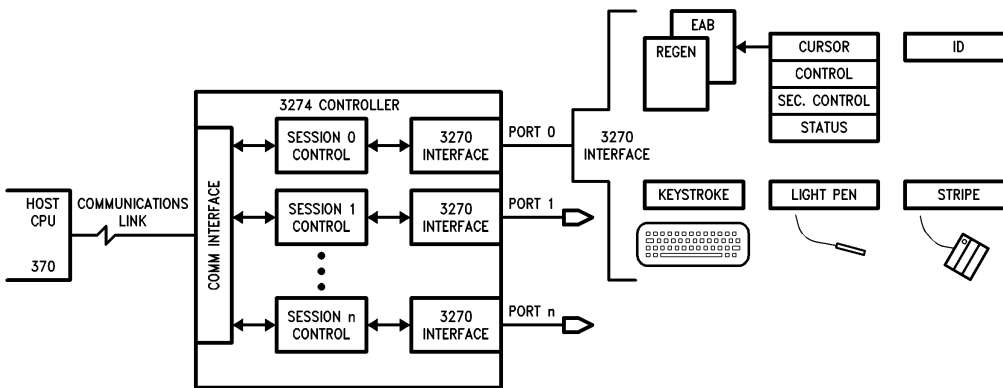 HOST
CPU
370
COMMUNICATIONS
LINK
3274 CONTROLLER
COMM INTERFACE
SESSION 0
CONTROL
3270
INTERFACE
PORT 0
SESSION 1
CONTROL
3270
INTERFACE
PORT 1
SESSION n
CONTROL
3270
INTERFACE
PORT n
3270
INTERFACE
EAB
REGEN
CURSOR
CONTROL
SEC. CONTROL
STATUS
ID
KEYSTROKE
LIGHT PEN
STRIPE